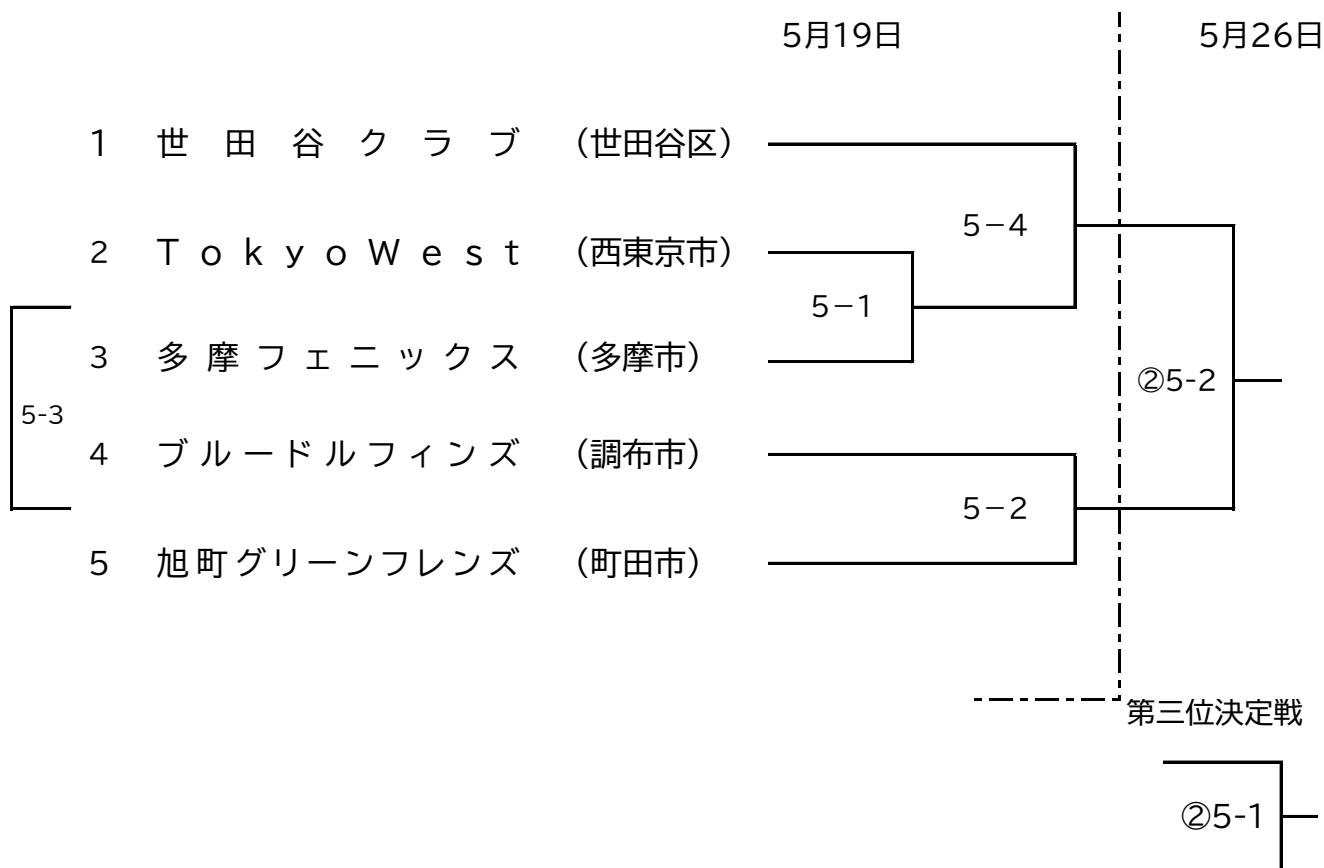 5月19日 5月26日
1 世田谷クラブ (世田谷区)
5−4
2 TokyoWest (西東京市)
5−1
3 多摩フェニックス (多摩市)
②5-2
5-3
4 ブルードルフィンズ (調布市)
5−2
5 旭町グリーンフレンズ (町田市)
第三位決定戦
②5-1